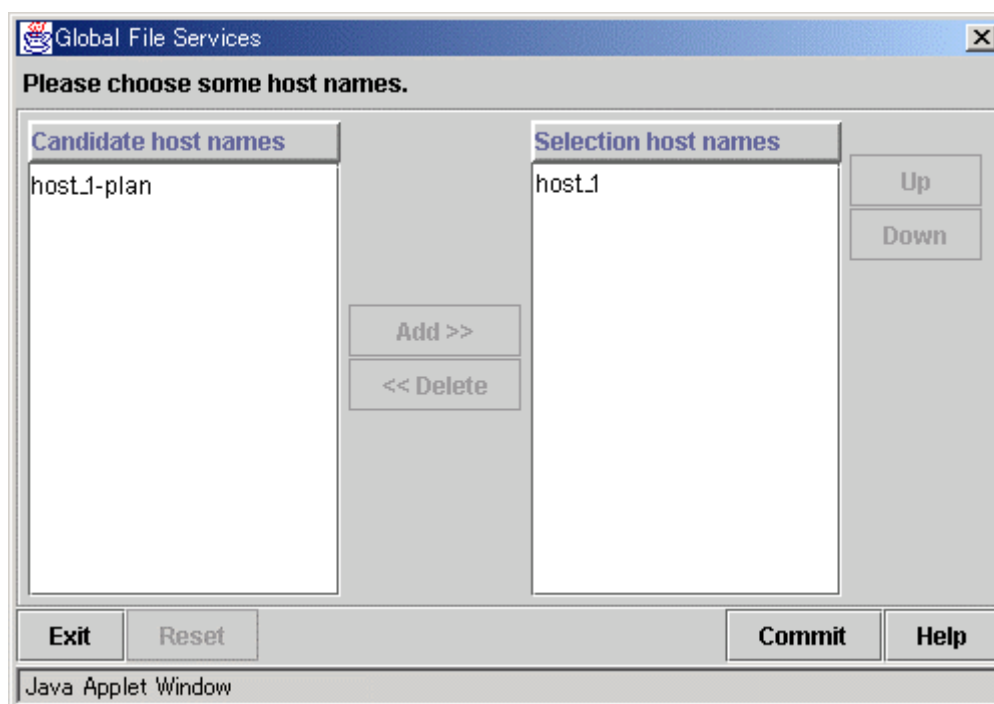 Global File Services
Please choose some host names.
Candidate host names
host_1-plan
Add >>
<< Delete
Selection host names
host_1
Up
Down
Exit
Reset
Commit
Help
Java Applet Window